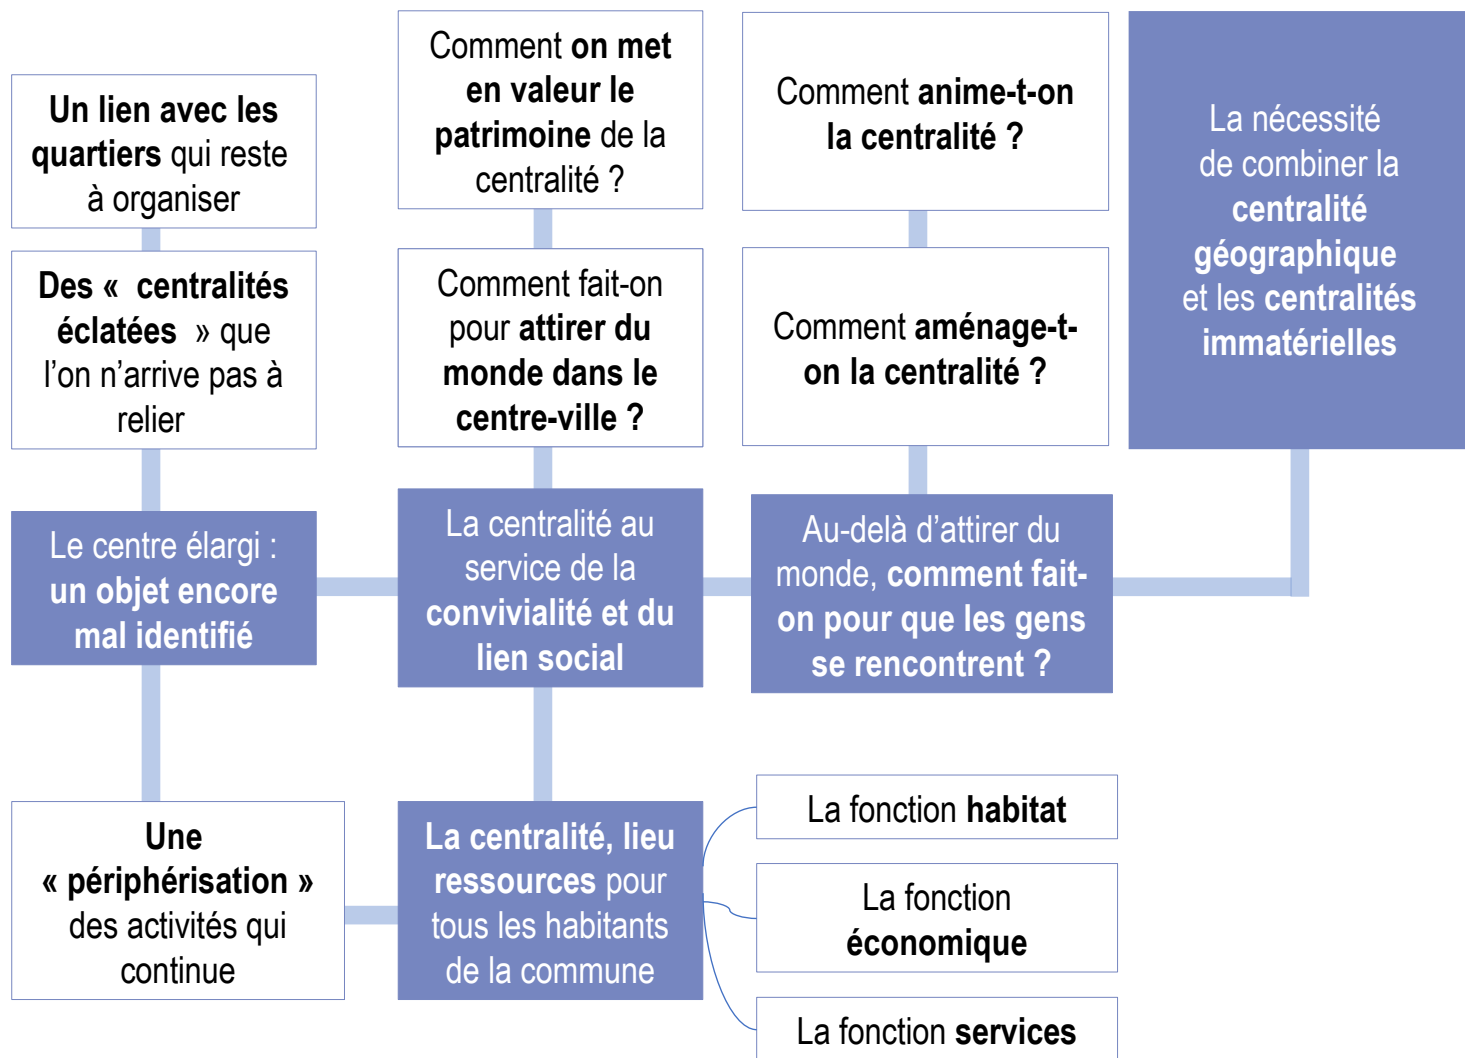 Un lien avec les
quartiers qui reste
à organiser
Des «  centralités
éclatées  » que
l’on n’arrive pas à
relier
Le centre élargi :
un objet encore
mal identifié
Une
« périphérisation »
des activités qui
continue
Comment on met
en valeur le
patrimoine de la
centralité ?
Comment fait-on
pour attirer du
monde dans le
centre-ville ?
La centralité au
service de la
convivialité et du
lien social
La centralité, lieu
ressources pour
tous les habitants
de la commune
Comment anime-t-on
la centralité ?
Comment aménage-t-
on la centralité ?
Au-delà d’attirer du
monde, comment fait-
on pour que les gens
se rencontrent ?
La fonction habitat
La fonction
économique
La fonction services
La nécessité
de combiner la
centralité
géographique
et les centralités
immatérielles